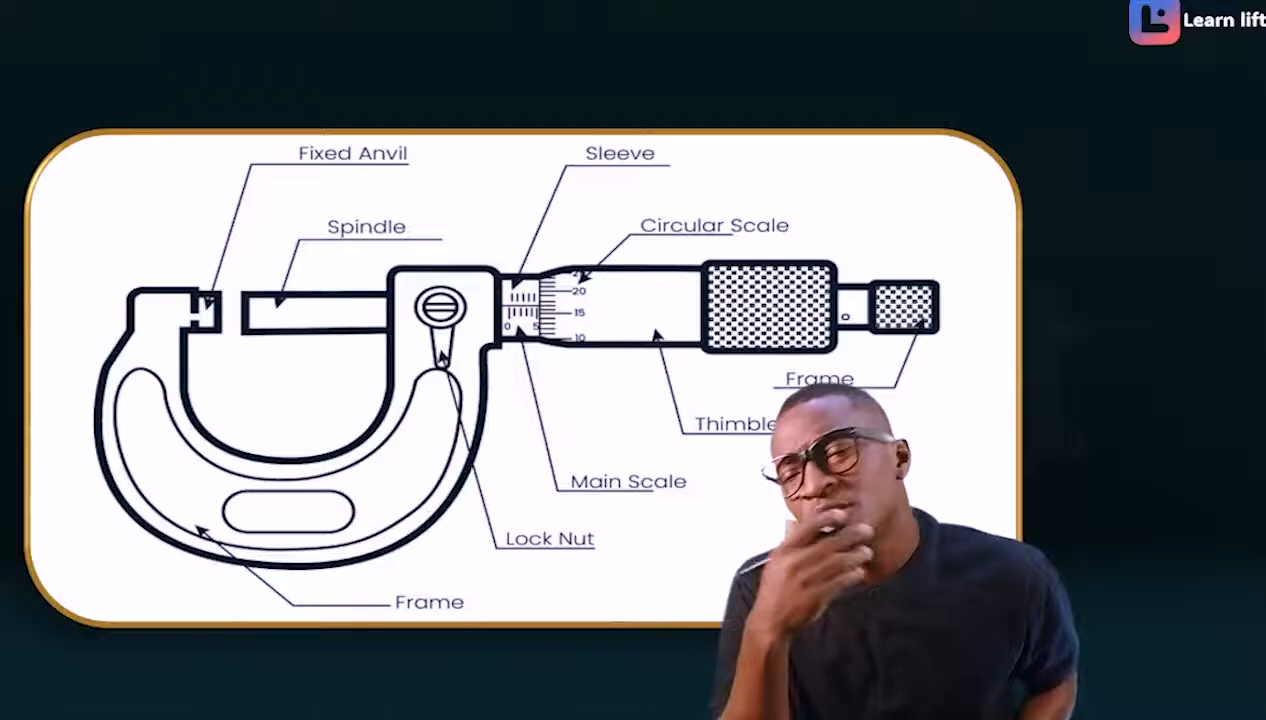 Learn lift
Fixed Anvil
Sleeve
Spindle
Circular Scale
20
15
0
5
10
Frame
Thimble
Main Scale
Lock Nut
Frame